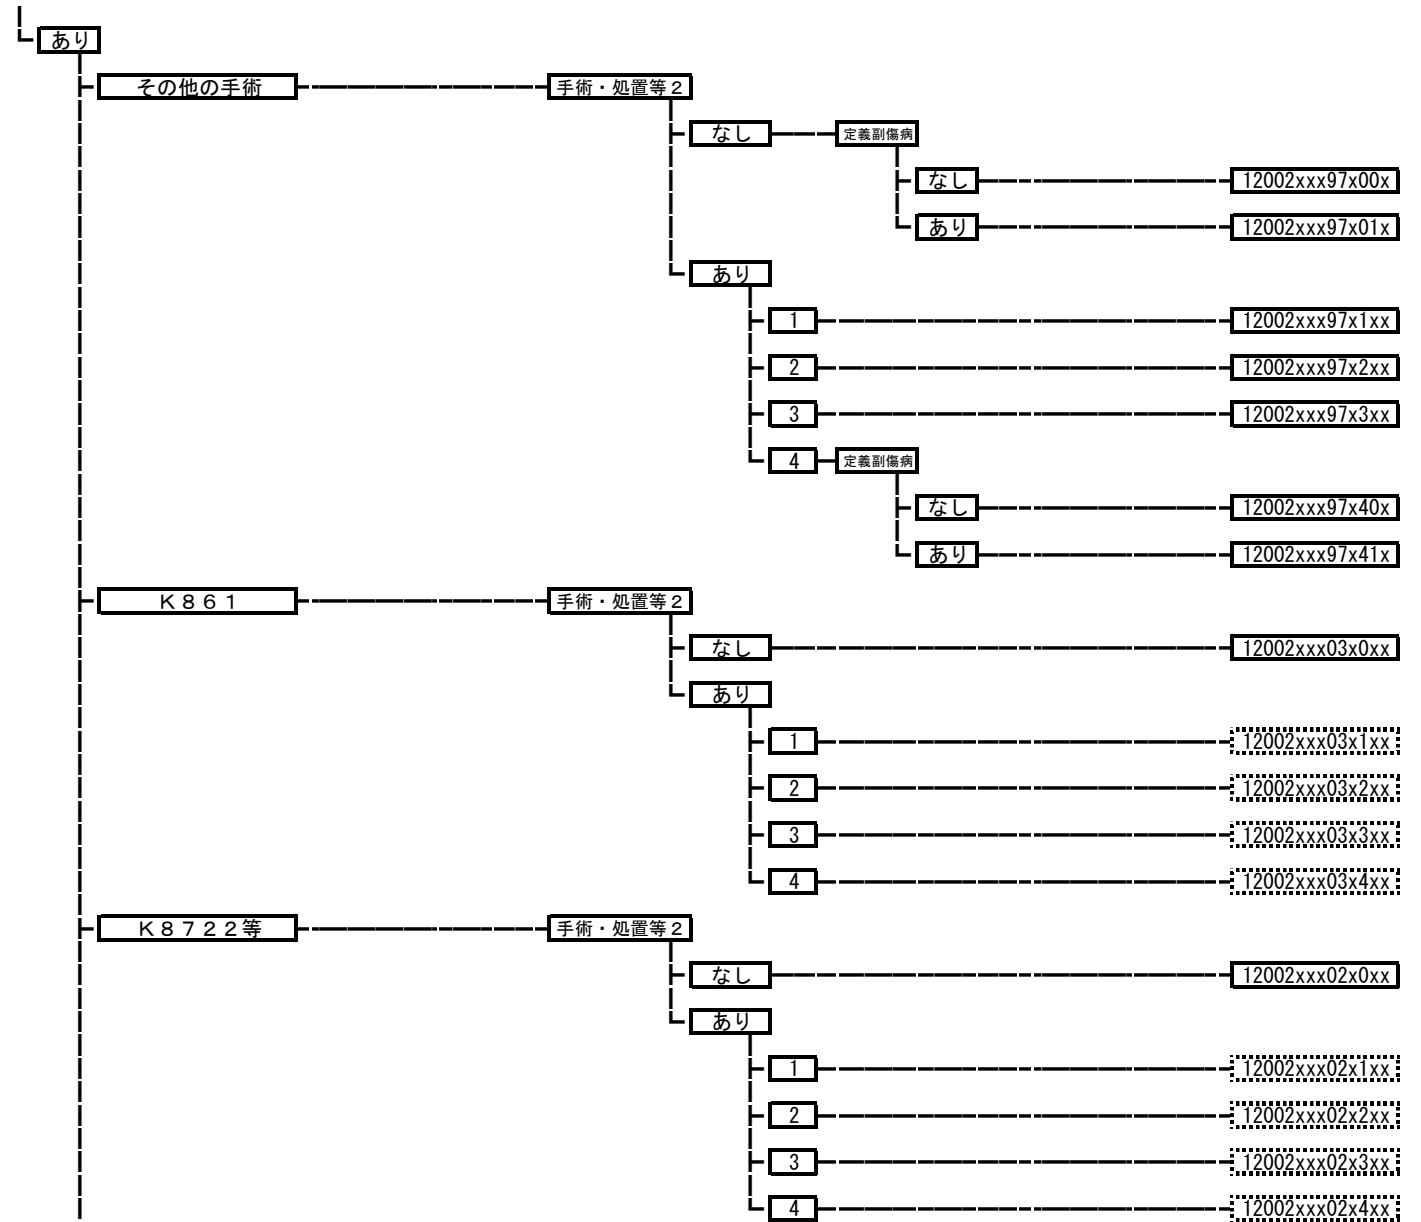 あり
その他の手術 手術・処置等２
なし 定義副傷病
なし 12002xxx97x00x
あり 12002xxx97x01x
あり
1 12002xxx97x1xx
2 12002xxx97x2xx
3 12002xxx97x3xx
4 定義副傷病
なし 12002xxx97x40x
あり 12002xxx97x41x
Ｋ８６１ 手術・処置等２
なし 12002xxx03x0xx
あり
1 12002xxx03x1xx
2 12002xxx03x2xx
3 12002xxx03x3xx
4 12002xxx03x4xx
Ｋ８７２２等 手術・処置等２
なし 12002xxx02x0xx
あり
1 12002xxx02x1xx
2 12002xxx02x2xx
3 12002xxx02x3xx
4 12002xxx02x4xx